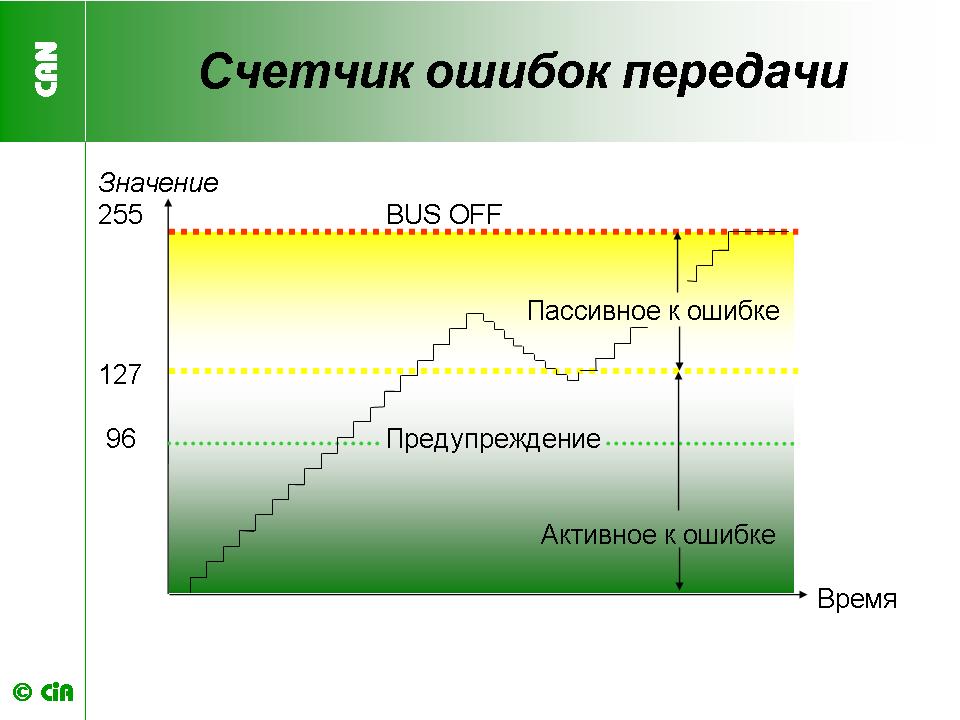 CAN
Счетчик ошибок передачи
Значение
255
BUS OFF
Пассивное к ошибке
127
96
Предупреждение
Активное к ошибке
Время
© CiA